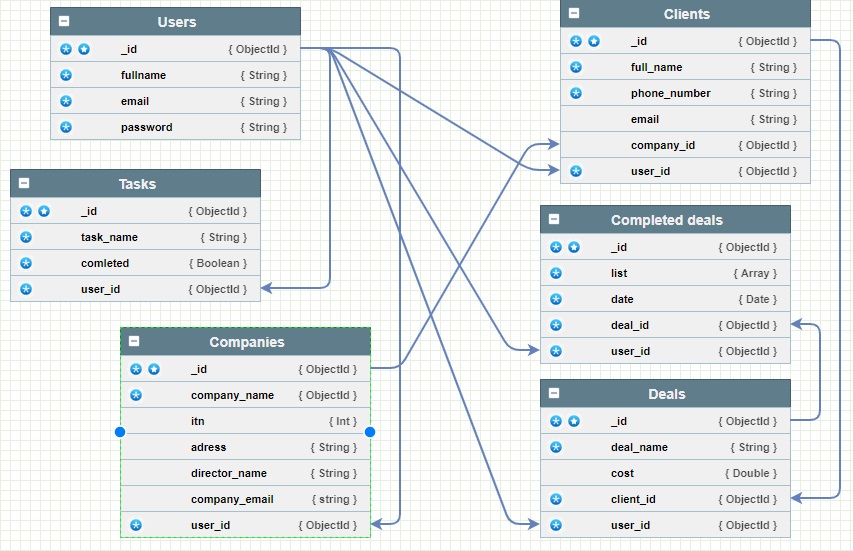 Users
_id { ObjectId }
fullname { String }
email { String }
password { String }
Tasks
_id { ObjectId }
task_name { String }
comleted { Boolean }
user_id { ObjectId }
Companies
_id { ObjectId }
company_name { ObjectId }
itn { Int }
adress { String }
director_name { String }
company_email { string }
user_id { ObjectId }
Clients
_id { ObjectId }
full_name { String }
phone_number { String }
email { String }
company_id { ObjectId }
user_id { ObjectId }
Completed deals
_id { ObjectId }
list { Array }
date { Date }
deal_id { ObjectId }
user_id { ObjectId }
Deals
_id { ObjectId }
deal_name { String }
cost { Double }
client_id { ObjectId }
user_id { ObjectId }